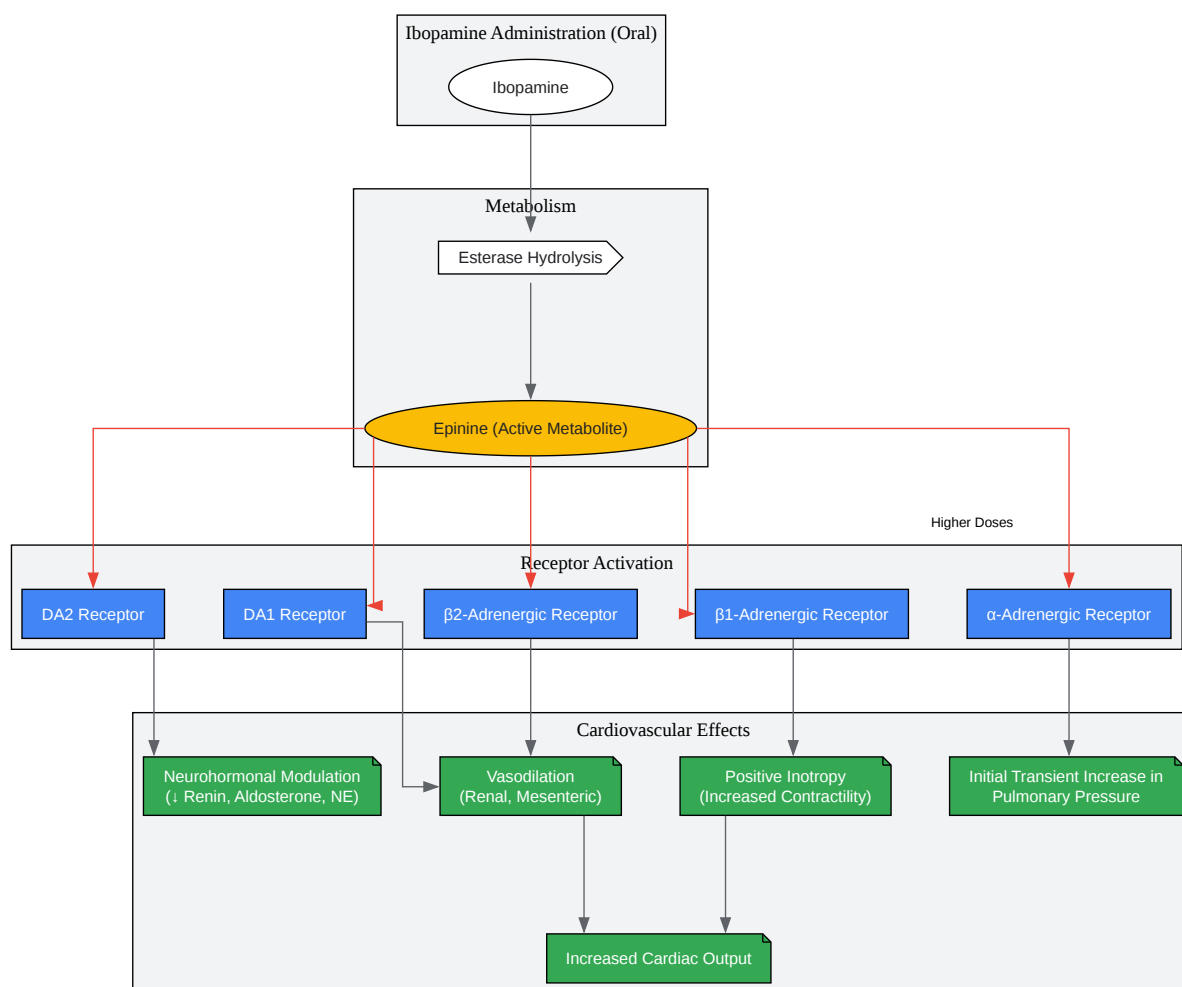 Ibopamine Administration (Oral)
Ibopamine
Metabolism
Esterase Hydrolysis
Epinine (Active Metabolite)
Higher Doses
Receptor Activation
DA2 Receptor
DA1 Receptor
β2-Adrenergic Receptor
β1-Adrenergic Receptor
α-Adrenergic Receptor
Cardiovascular Effects
Neurohormonal Modulation
(↓ Renin, Aldosterone, NE)
Vasodilation
(Renal, Mesenteric)
Positive Inotropy
(Increased Contractility)
Initial Transient Increase in
Pulmonary Pressure
Increased Cardiac Output